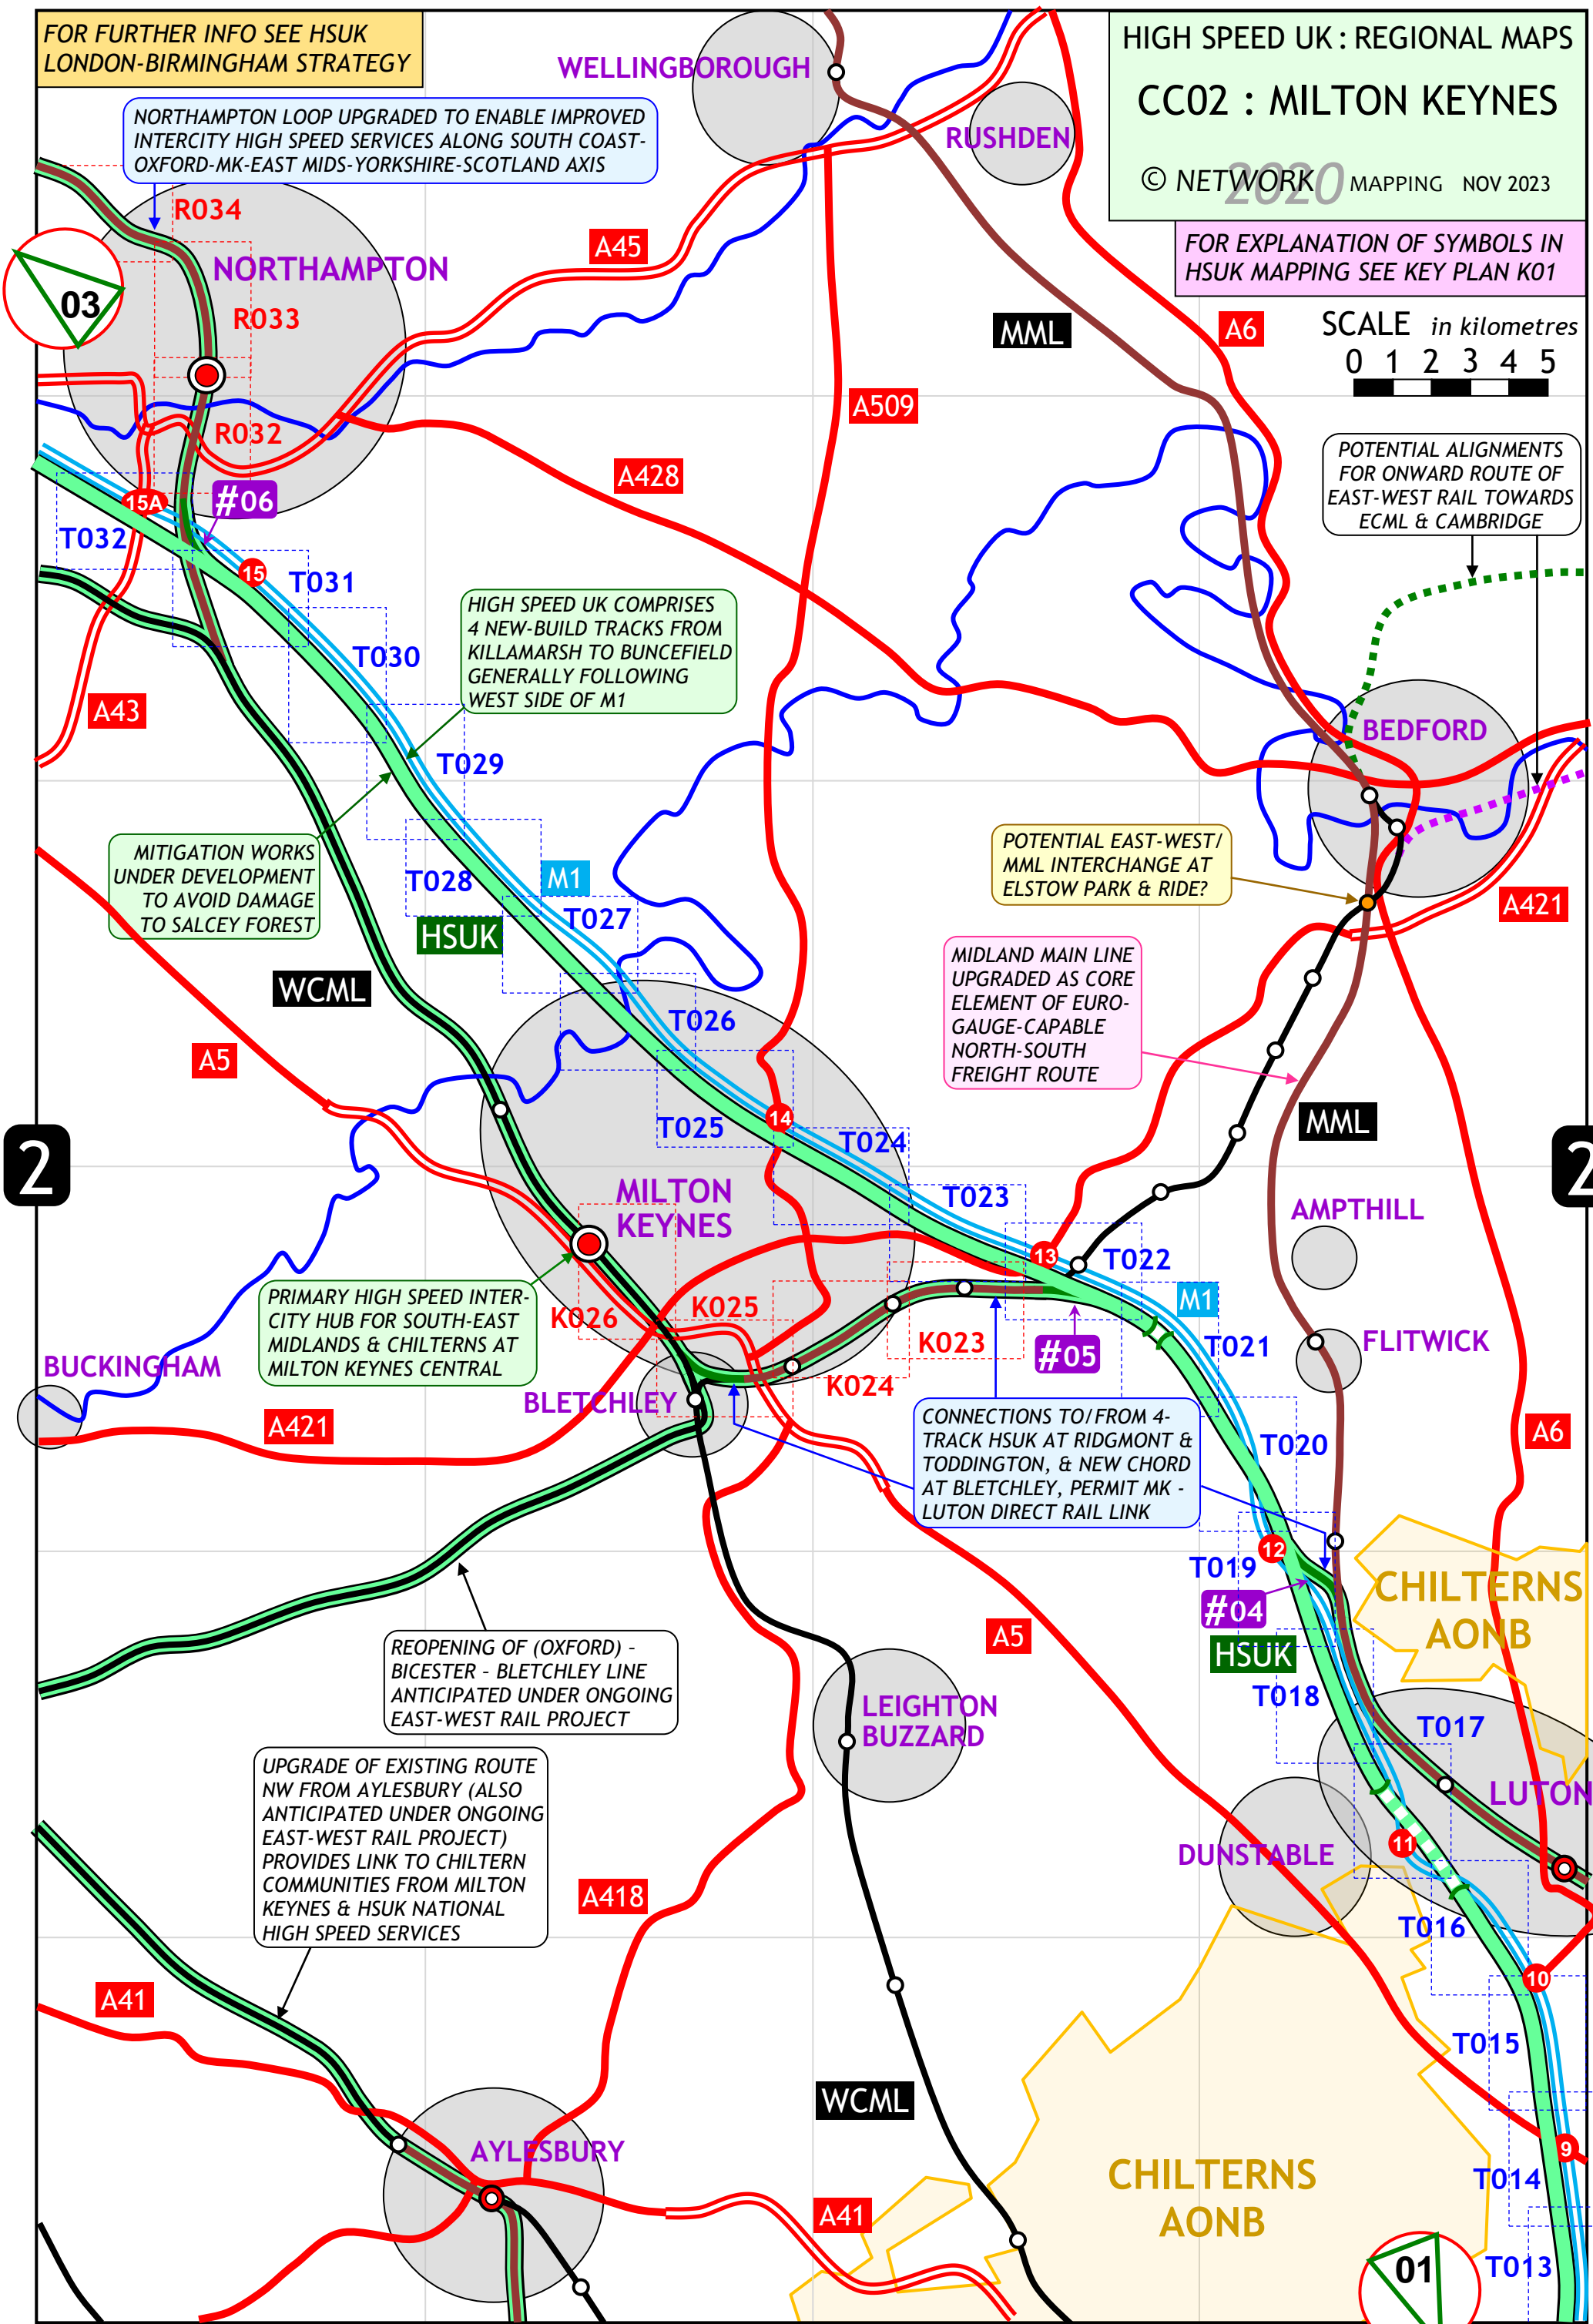 FOR FURTHER INFO SEE HSUK
LONDON-BIRMINGHAM STRATEGY
HIGH SPEED UK : REGIONAL MAPS
CC02 : MILTON KEYNES
© NETWORK 2020 MAPPING NOV 2023
FOR EXPLANATION OF SYMBOLS IN
HSUK MAPPING SEE KEY PLAN K01
SCALE in kilometres
0 1 2 3 4 5
WELLINGBOROUGH
RUSHDEN
NORTHAMPTON LOOP UPGRADED TO ENABLE IMPROVED
INTERCITY HIGH SPEED SERVICES ALONG SOUTH COAST-
OXFORD-MK-EAST MIDS-YORKSHIRE-SCOTLAND AXIS
R034
NORTHAMPTON
A45
03
R033
MML
A6
A509
R032
A428
POTENTIAL ALIGNMENTS
FOR ONWARD ROUTE OF
EAST-WEST RAIL TOWARDS
ECML & CAMBRIDGE
15A
#06
T032
15
T031
HIGH SPEED UK COMPRISES
4 NEW-BUILD TRACKS FROM
KILLAMARSH TO BUNCEFIELD
GENERALLY FOLLOWING
WEST SIDE OF M1
T030
A43
BEDFORD
T029
MITIGATION WORKS
UNDER DEVELOPMENT
TO AVOID DAMAGE
TO SALCEY FOREST
POTENTIAL EAST-WEST/
MML INTERCHANGE AT
ELSTOW PARK & RIDE?
T028
M1
T027
A421
HSUK
WCML
MIDLAND MAIN LINE
UPGRADED AS CORE
ELEMENT OF EURO-
GAUGE-CAPABLE
NORTH-SOUTH
FREIGHT ROUTE
T026
A5
14
T025
T024
MML
2
2
MILTON
KEYNES
T023
AMPTHILL
13
T022
PRIMARY HIGH SPEED INTER-
CITY HUB FOR SOUTH-EAST
MIDLANDS & CHILTERNS AT
MILTON KEYNES CENTRAL
K026
K025
M1
K023
#05
T021
FLITWICK
BUCKINGHAM
K024
BLETCHLEY
A421
CONNECTIONS TO/FROM 4-
TRACK HSUK AT RIDGMONT &
TODDINGTON, & NEW CHORD
AT BLETCHLEY, PERMIT MK -
LUTON DIRECT RAIL LINK
T020
A6
12
T019
#04
CHILTERNS
AONB
A5
HSUK
REOPENING OF (OXFORD) -
BICESTER - BLETCHLEY LINE
ANTICIPATED UNDER ONGOING
EAST-WEST RAIL PROJECT
T018
LEIGHTON
BUZZARD
T017
UPGRADE OF EXISTING ROUTE
NW FROM AYLESBURY (ALSO
ANTICIPATED UNDER ONGOING
EAST-WEST RAIL PROJECT)
PROVIDES LINK TO CHILTERN
COMMUNITIES FROM MILTON
KEYNES & HSUK NATIONAL
HIGH SPEED SERVICES
LUTON
11
DUNSTABLE
A418
T016
10
A41
T015
WCML
9
AYLESBURY
CHILTERNS
AONB
T014
A41
01
T013